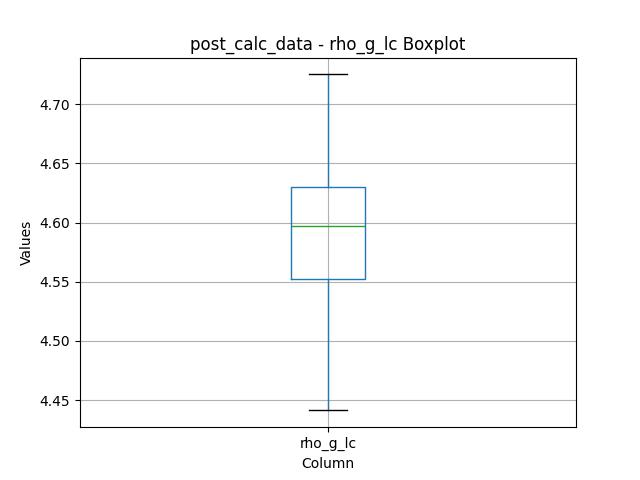 post_calc_data - rho_g_lc Boxplot
4.70
4.65
4.60
4.55
4.50
4.45
Values
rho_g_lc
Column